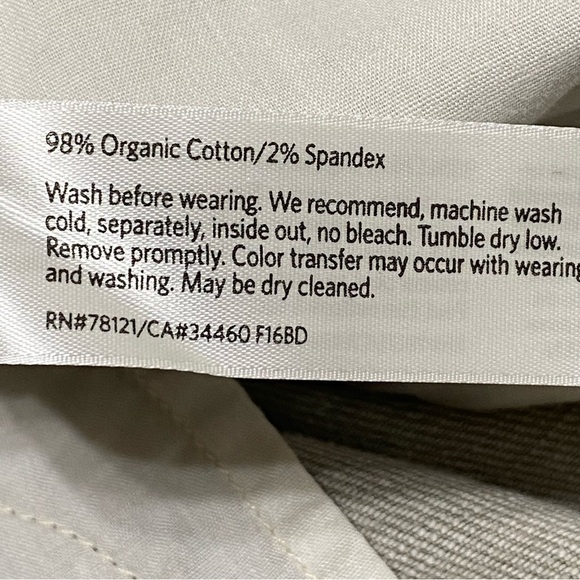 98% Organic Cotton/2% Spandex
Wash before wearing. We recommend, machine wash
cold, separately, inside out, no bleach. Tumble dry low.
Remove promptly. Color transfer may occur with wearing
and washing. May be dry cleaned.
RN#78121/CA#34460 F16BD